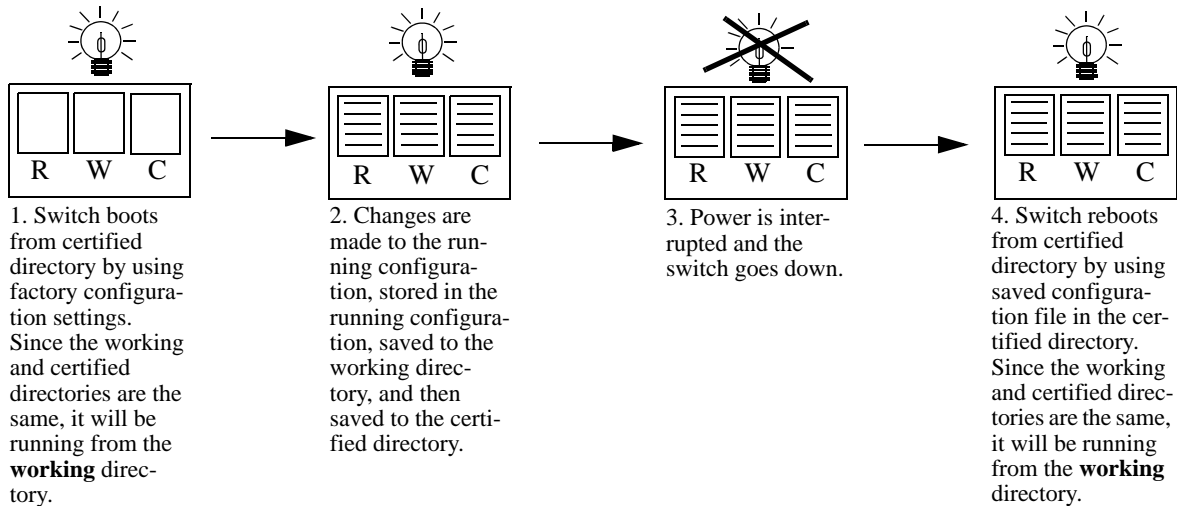 R W C
1. Switch boots
from certified
directory by using
factory configura-
tion settings.
Since the working
and certified
directories are the
same, it will be
running from the
working direc-
tory.
R W C
2. Changes are
made to the run-
ning configura-
tion, stored in the
running configura-
tion, saved to the
working direc-
tory, and then
saved to the certi-
fied directory.
R W C
3. Power is inter-
rupted and the
switch goes down.
R W C
4. Switch reboots
from certified
directory by using
saved configura-
tion file in the cer-
tified directory.
Since the working
and certified direc-
tories are the same,
it will be running
from the working
directory.